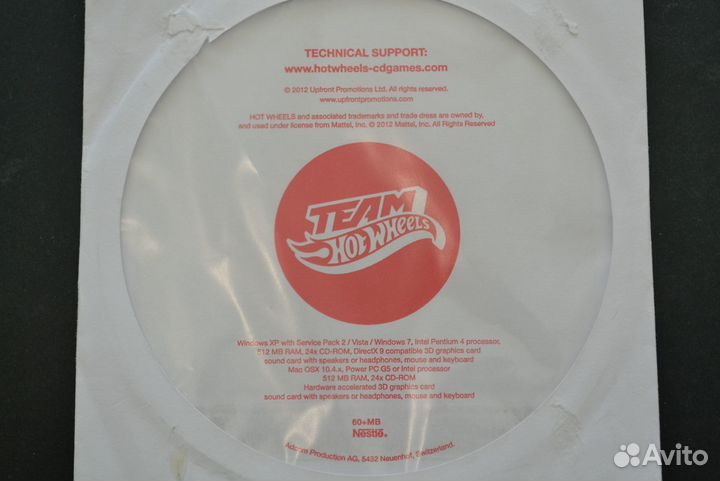 TECHNICAL SUPPORT:
www.hotwheels-cdgames.com
© 2012 Upfront Promotions Ltd. All rights reserved.
www.upfrontpromotions.com
HOT WHEELS and associated trademarks and trade dress are owned by,
and used under license from Mattel, Inc. © 2012 Mattel, Inc. All Rights Reserved
TEAM
HOT WHEELS
Windows XP with Service Pack 2 / Vista / Windows 7, Intel Pentium 4 processor,
512 MB RAM, 24x CD-ROM, DirectX 9 compatible 3D graphics card
sound card with speakers or headphones, mouse and keyboard
Mac OSX 10.4.x, Power PC G5 or Intel processor
512 MB RAM, 24x CD-ROM
Hardware accelerated 3D graphics card
sound card with speakers or headphones, mouse and keyboard
60+MB
Nestlé®
Adcom Production AG, 5432 Neuenhof, Switzerland.
Avito